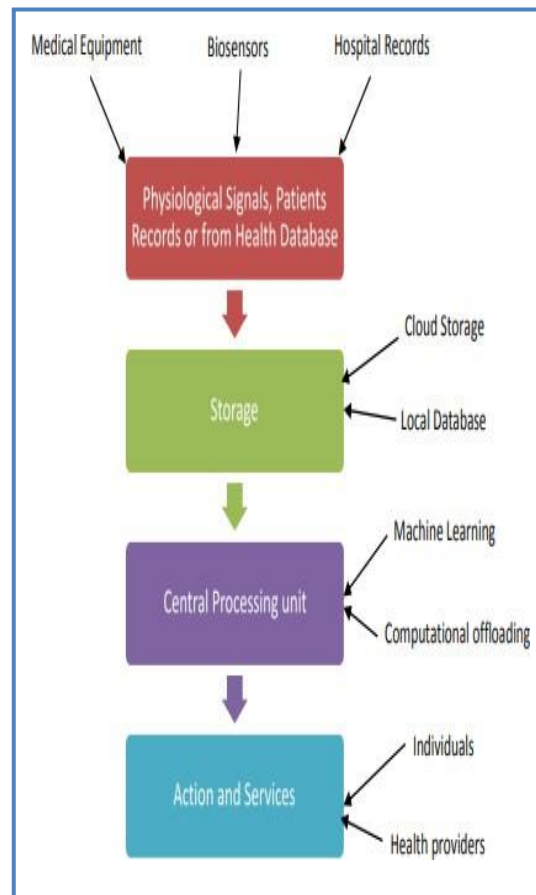 Medical Equipment
Biosensors
Hospital Records
Physiological Signals, Patients
Records or from Health Database
Cloud Storage
Storage
Local Database
Machine Learning
Central Processing unit
Computational offloading
Individuals
Action and Services
Health providers